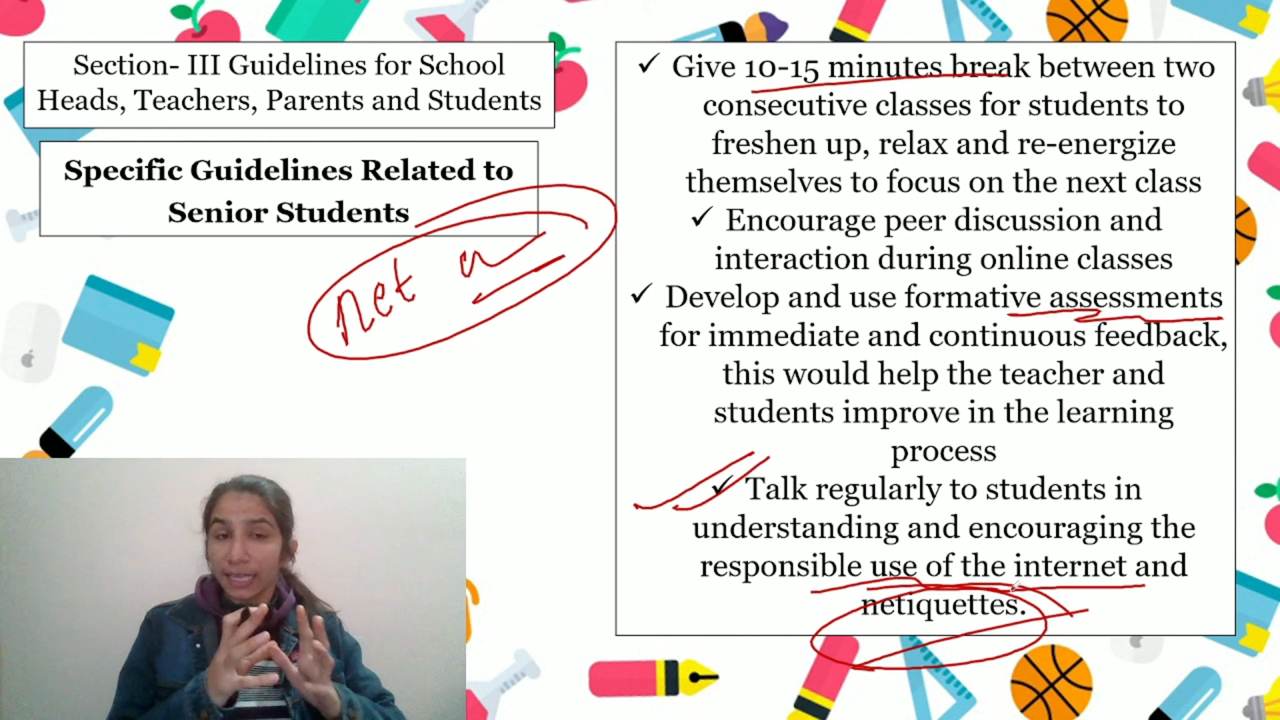 Section- III Guidelines for School
Heads, Teachers, Parents and Students
Specific Guidelines Related to
Senior Students
net
✓ Give 10-15 minutes break between two
consecutive classes for students to
freshen up, relax and re-energize
themselves to focus on the next class
✓ Encourage peer discussion and
interaction during online classes
✓ Develop and use formative assessments
for immediate and continuous feedback,
this would help the teacher and
students improve in the learning
process
✓ Talk regularly to students in
understanding and encouraging the
responsible use of the internet and
netiquettes.